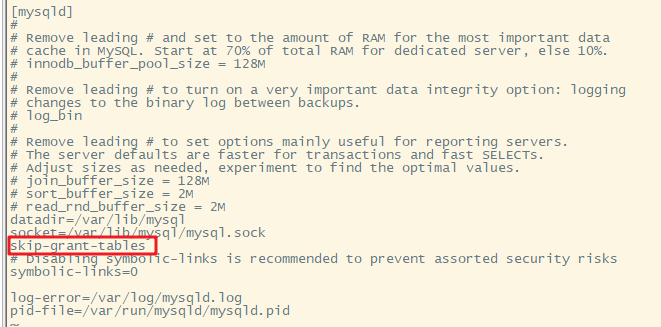 [mysqld]
#
# Remove leading # and set to the amount of RAM for the most important data
# cache in MySQL. Start at 70% of total RAM for dedicated server, else 10%.
# innodb_buffer_pool_size = 128M
#
# Remove leading # to turn on a very important data integrity option: logging
# changes to the binary log between backups.
# log_bin
#
# Remove leading # to set options mainly useful for reporting servers.
# The server defaults are faster for transactions and fast SELECTs.
# Adjust sizes as needed, experiment to find the optimal values.
# join_buffer_size = 128M
# sort_buffer_size = 2M
# read_rnd_buffer_size = 2M
datadir=/var/lib/mysql
socket=/var/lib/mysql/mysql.sock
skip-grant-tables
# Disabling symbolic-links is recommended to prevent assorted security risks
symbolic-links=0
log-error=/var/log/mysqld.log
pid-file=/var/run/mysqld/mysqld.pid
~